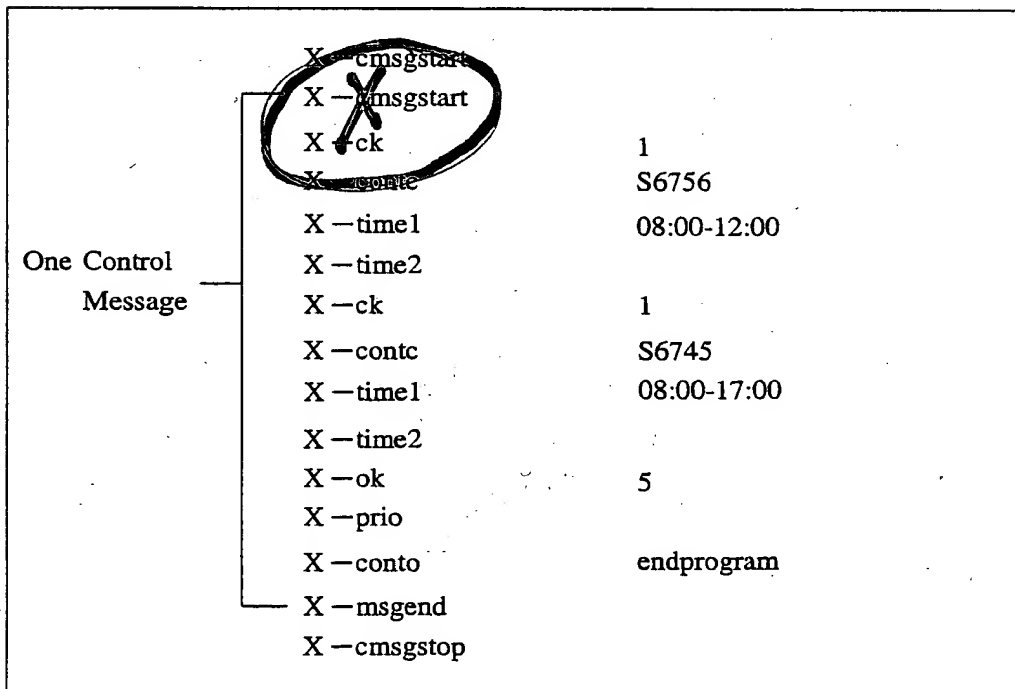 X —cmsgstart
X —cmsgstart
X —ck 1
X —contc S6756
X —time1 08:00-12:00
One Control
Message
X —time2
X —ck 1
X —contc S6745
X —time1 08:00-17:00
X —time2
X —ok 5
X —prio
X —conto endprogram
X —msgend
X —cmsgstop